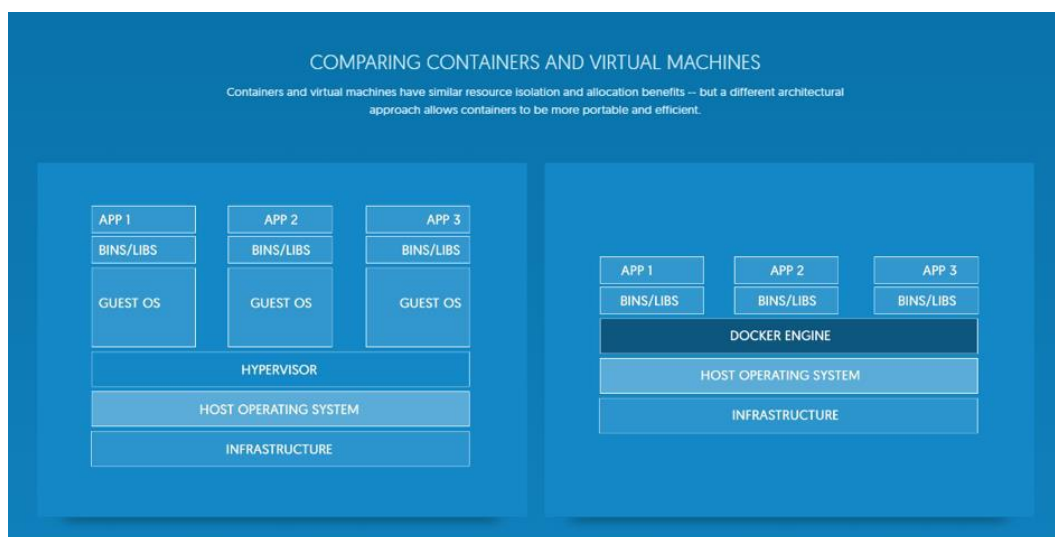 COMPARING CONTAINERS AND VIRTUAL MACHINES
Containers and virtual machines have similar resource isolation and allocation benefits -- but a different architectural
approach allows containers to be more portable and efficient.
APP 1 APP 2 APP 3
BINS/LIBS BINS/LIBS BINS/LIBS
GUEST OS GUEST OS GUEST OS
HYPERVISOR
HOST OPERATING SYSTEM
INFRASTRUCTURE
APP 1 APP 2 APP 3
BINS/LIBS BINS/LIBS BINS/LIBS
DOCKER ENGINE
HOST OPERATING SYSTEM
INFRASTRUCTURE